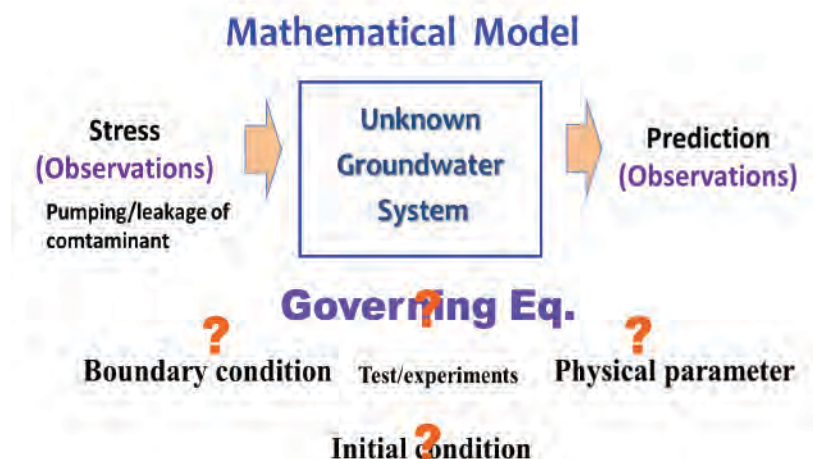 Mathematical Model
Stress
(Observations)
Pumping/leakage of
comtaminant
Unknown
Groundwater
System
Prediction
(Observations)
Governing Eq.
?
?
?
Boundary condition
Test/experiments
Physical parameter
?
Initial condition